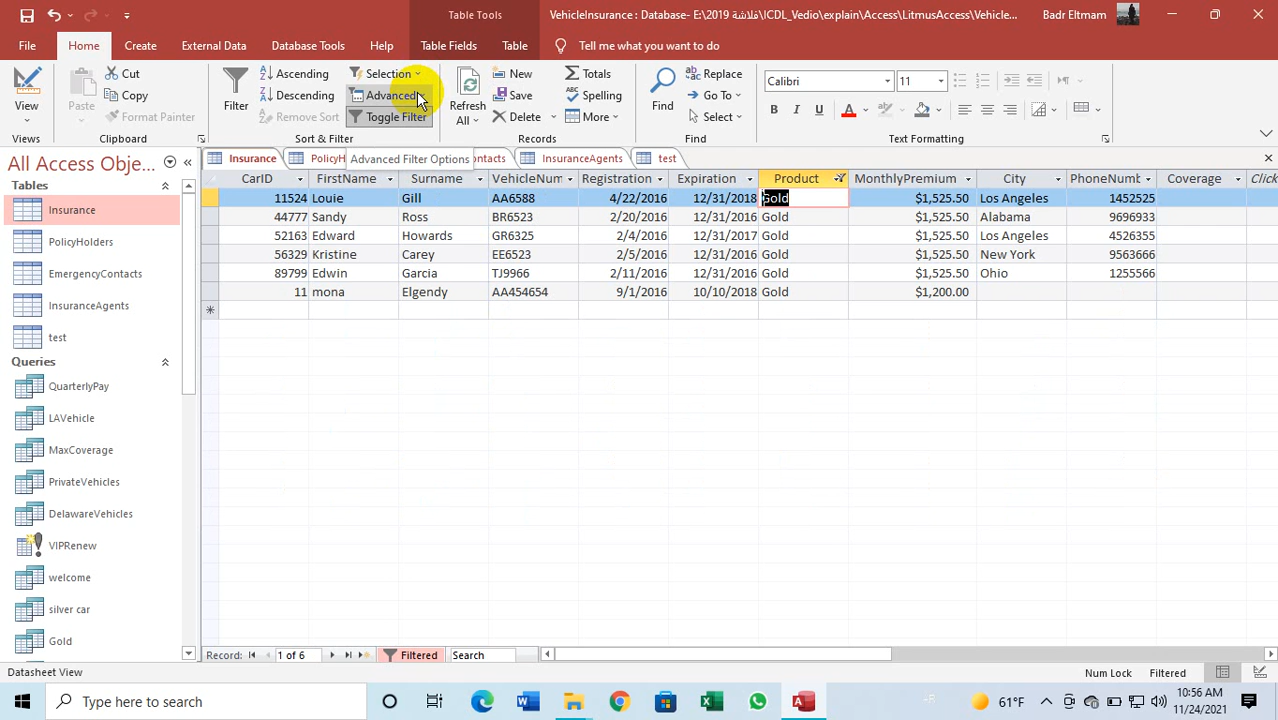 Table Tools
VehicleInsurance : Database- E:\2019 فلاشة\ICDL_Vedio\explain\Access\LitmusAccess\Vehicle...
Badr Eltmam
File Home Create External Data Database Tools Help Table Fields Table Tell me what you want to do
View
Views
Paste
Cut
Copy
Format Painter
Clipboard
Filter
Ascending
Descending
Remove Sort
Selection
Advanced
Toggle Filter
Sort & Filter
Refresh
All
New
Save
Delete
Totals
Spelling
More
Records
Find
Replace
Go To
Select
Find
Calibri 11
B I U A
Text Formatting
All Access Obje...
Tables
Insurance
PolicyHolders
EmergencyContacts
InsuranceAgents
test
Queries
QuarterlyPay
LAVehicle
MaxCoverage
PrivateVehicles
DelawareVehicles
VIPRenew
welcome
silver car
Gold
Insurance PolicyH Advanced Filter Options ontacts InsuranceAgents test
CarID FirstName Surname VehicleNum Registration Expiration Product MonthlyPremium City PhoneNumb Coverage Click
11524 Louie Gill AA6588 4/22/2016 12/31/2018 Gold $1,525.50 Los Angeles 1452525
44777 Sandy Ross BR6523 2/20/2016 12/31/2016 Gold $1,525.50 Alabama 9696933
52163 Edward Howards GR6325 2/4/2016 12/31/2017 Gold $1,525.50 Los Angeles 4526355
56329 Kristine Carey EE6523 2/5/2016 12/31/2016 Gold $1,525.50 New York 9563666
89799 Edwin Garcia TJ9966 2/11/2016 12/31/2016 Gold $1,525.50 Ohio 1255566
11 mona Elgendy AA454654 9/1/2016 10/10/2018 Gold $1,200.00
Record: 1 of 6 Filtered Search
Datasheet View
Num Lock Filtered
Type here to search
61°F
10:56 AM
11/24/2021